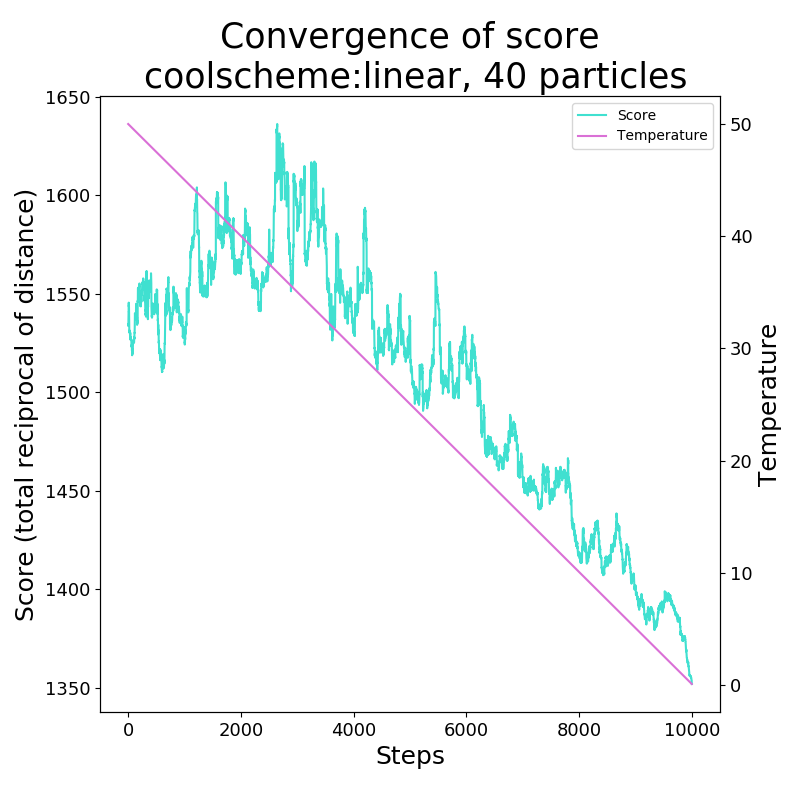 Convergence of score
coolscheme:linear, 40 particles
Score
Temperature
1650
1600
1550
1500
1450
1400
1350
Score (total reciprocal of distance)
50
40
30
20
10
0
Temperature
0 2000 4000 6000 8000 10000
Steps